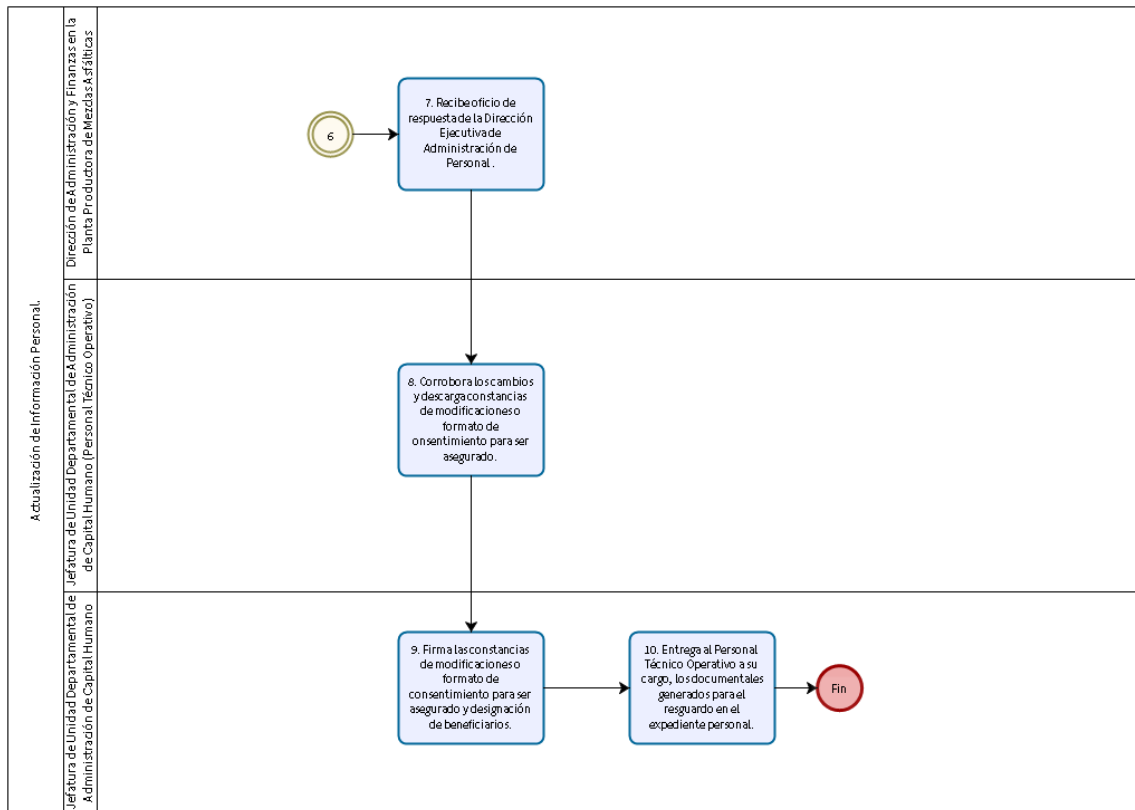 Actualización de Información Personal.
Dirección de Administración y Finanzas en la
Planta Productora de Mezclas Asfálticas
6
7. Recibe oficio de
respuesta de la Dirección
Ejecutiva de
Administración de
Personal.
Jefatura de Unidad Departamental de Administración
de Capital Humano (Personal Técnico Operativo)
8. Corrobora los cambios
y descarga constancias
de modificaciones o
formato de
onsentimiento para ser
asegurado.
Jefatura de Unidad Departamental de
Administración de Capital Humano
9. Firma las constancias
de modificaciones o
formato de
consentimiento para ser
asegurado y designación
de beneficiarios.
10. Entrega al Personal
Técnico Operativo a su
cargo, los documentales
generados para el
resguardo en el
expediente personal.
Fin